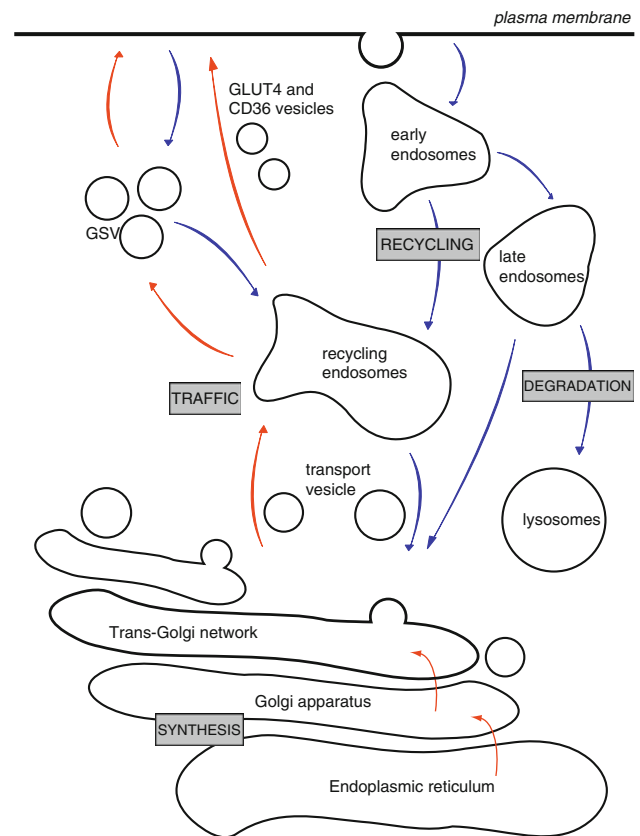 plasma membrane
GLUT4 and
CD36 vesicles
early
endosomes
GSV
RECYCLING
late
endosomes
recycling
endosomes
TRAFFIC
DEGRADATION
transport
vesicle
lysosomes
Trans-Golgi network
Golgi apparatus
SYNTHESIS
Endoplasmic reticulum